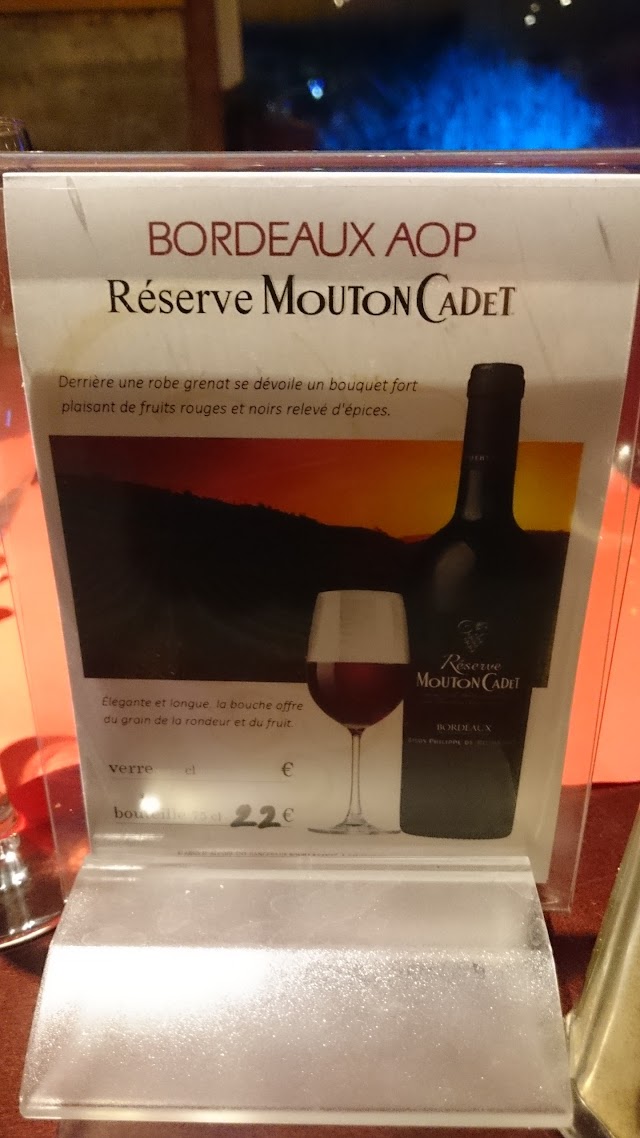 BORDEAUX AOP
Réserve MOUTON CADET
Derrière une robe grenat se dévoile un bouquet fort
plaisant de fruits rouges et noirs relevé d'épices.
Réserve
MOUTON CADET
BORDEAUX
Élégante et longue, la bouche offre
du grain de la rondeur et du fruit.
verre cl €
bouteille 75 cl 22 €